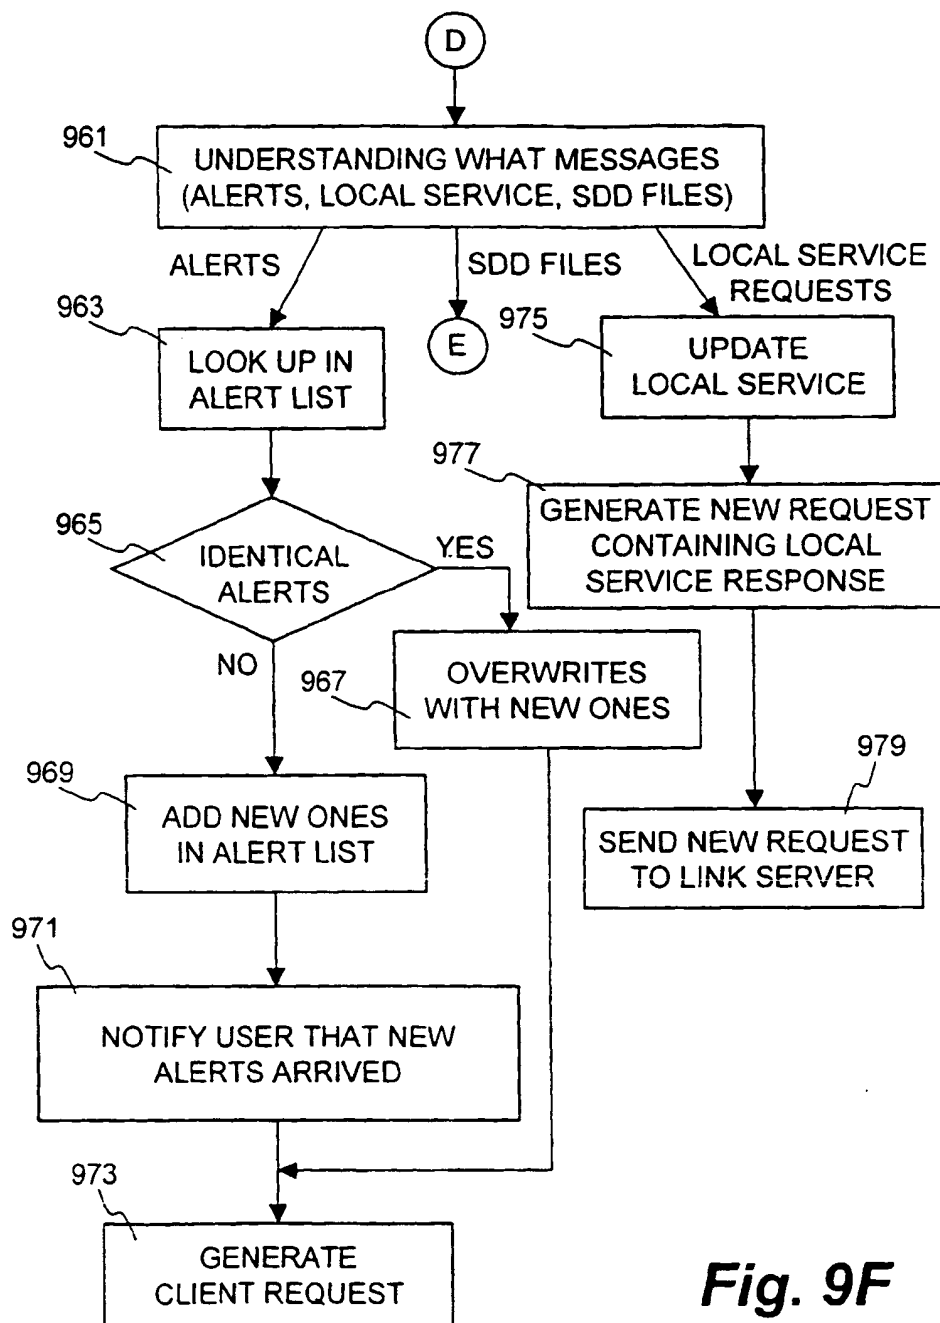 D
961
UNDERSTANDING WHAT MESSAGES
(ALERTS, LOCAL SERVICE, SDD FILES)
ALERTS
SDD FILES
LOCAL SERVICE
REQUESTS
963
LOOK UP IN
ALERT LIST
E
975
UPDATE
LOCAL SERVICE
977
GENERATE NEW REQUEST
CONTAINING LOCAL
SERVICE RESPONSE
965
IDENTICAL
ALERTS
YES
NO
967
OVERWRITES
WITH NEW ONES
969
ADD NEW ONES
IN ALERT LIST
979
SEND NEW REQUEST
TO LINK SERVER
971
NOTIFY USER THAT NEW
ALERTS ARRIVED
973
GENERATE
CLIENT REQUEST
Fig. 9F